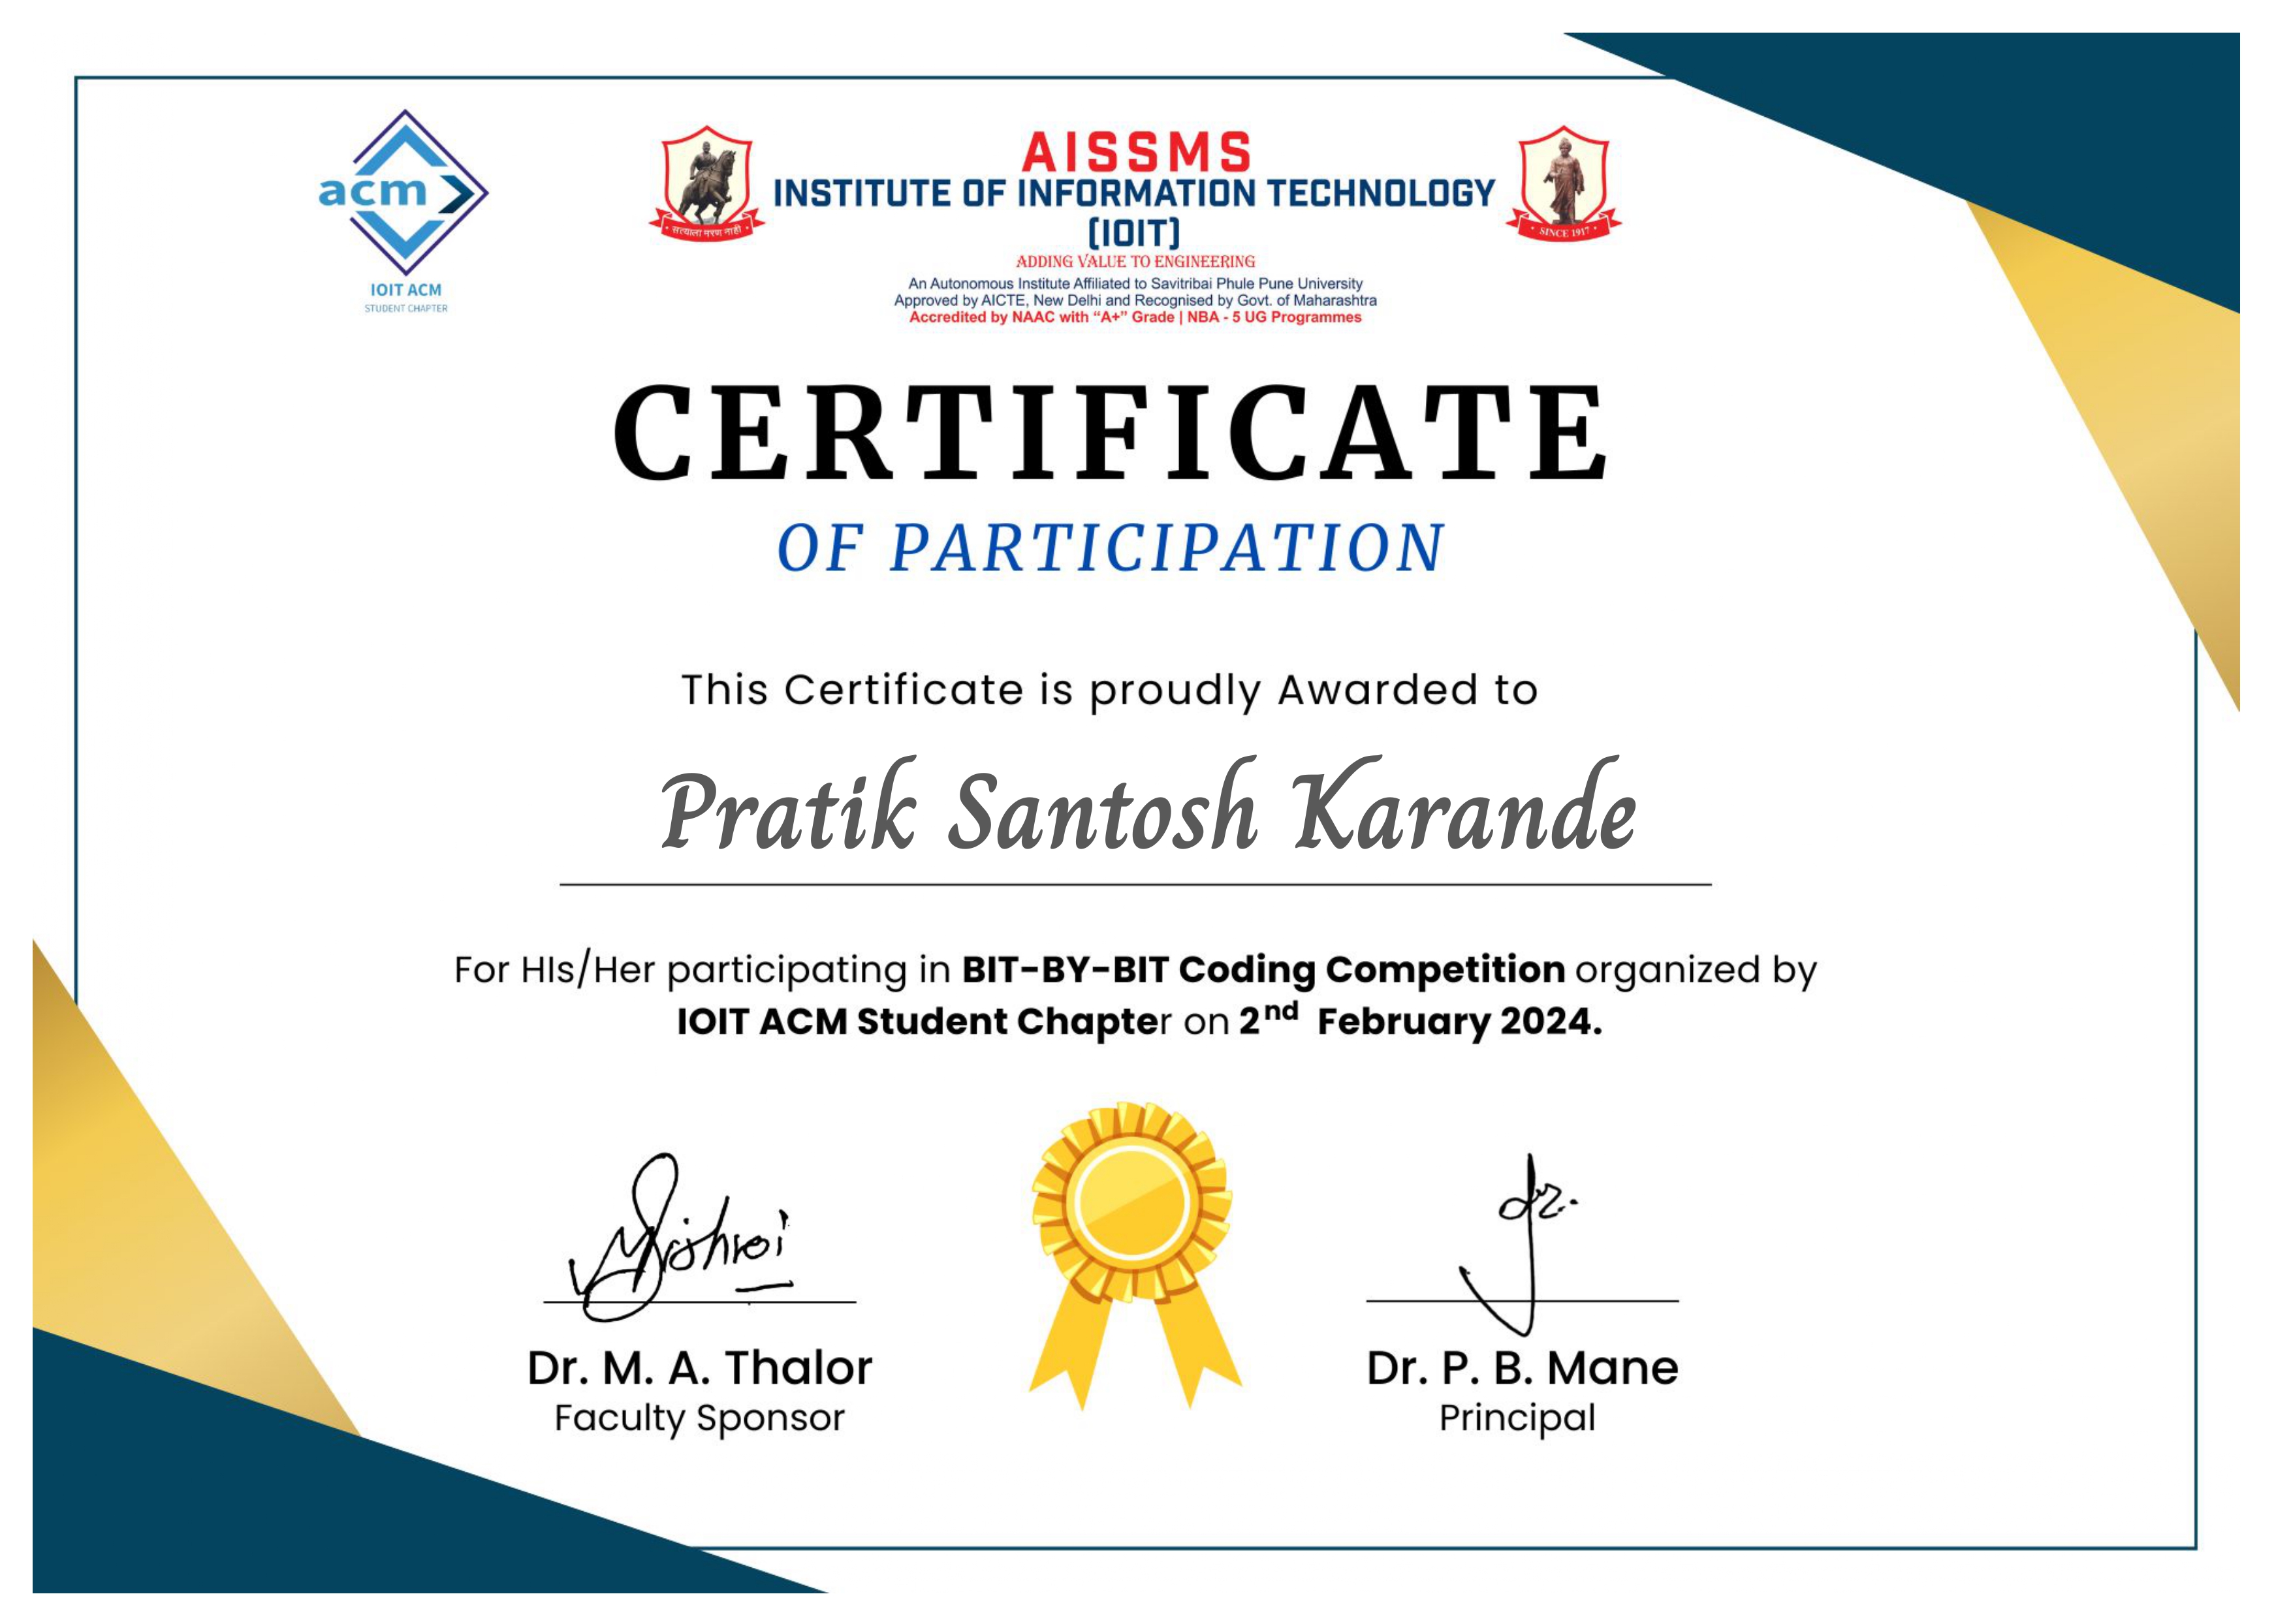 acm
IOIT ACM
STUDENT CHAPTER
सत्याला मरण नाही
AISSMS
INSTITUTE OF INFORMATION TECHNOLOGY
(IOIT)
ADDING VALUE TO ENGINEERING
An Autonomous Institute Affiliated to Savitribai Phule Pune University
Approved by AICTE, New Delhi and Recognised by Govt. of Maharashtra
Accredited by NAAC with “A+” Grade | NBA - 5 UG Programmes
• SINCE 1917 •
CERTIFICATE
OF PARTICIPATION
This Certificate is proudly Awarded to
Pratik Santosh Karande
For HIs/Her participating in BIT-BY-BIT Coding Competition organized by
IOIT ACM Student Chapter on 2nd February 2024.
Dr. M. A. Thalor
Faculty Sponsor
Dr. P. B. Mane
Principal